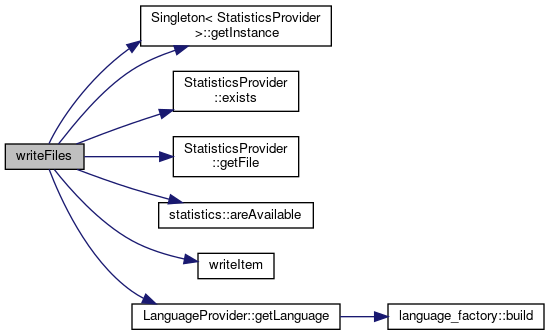 Singleton< StatisticsProvider
>::getInstance
StatisticsProvider
::exists
writeFiles
StatisticsProvider
::getFile
statistics::areAvailable
writeItem
LanguageProvider::getLanguage
language_factory::build